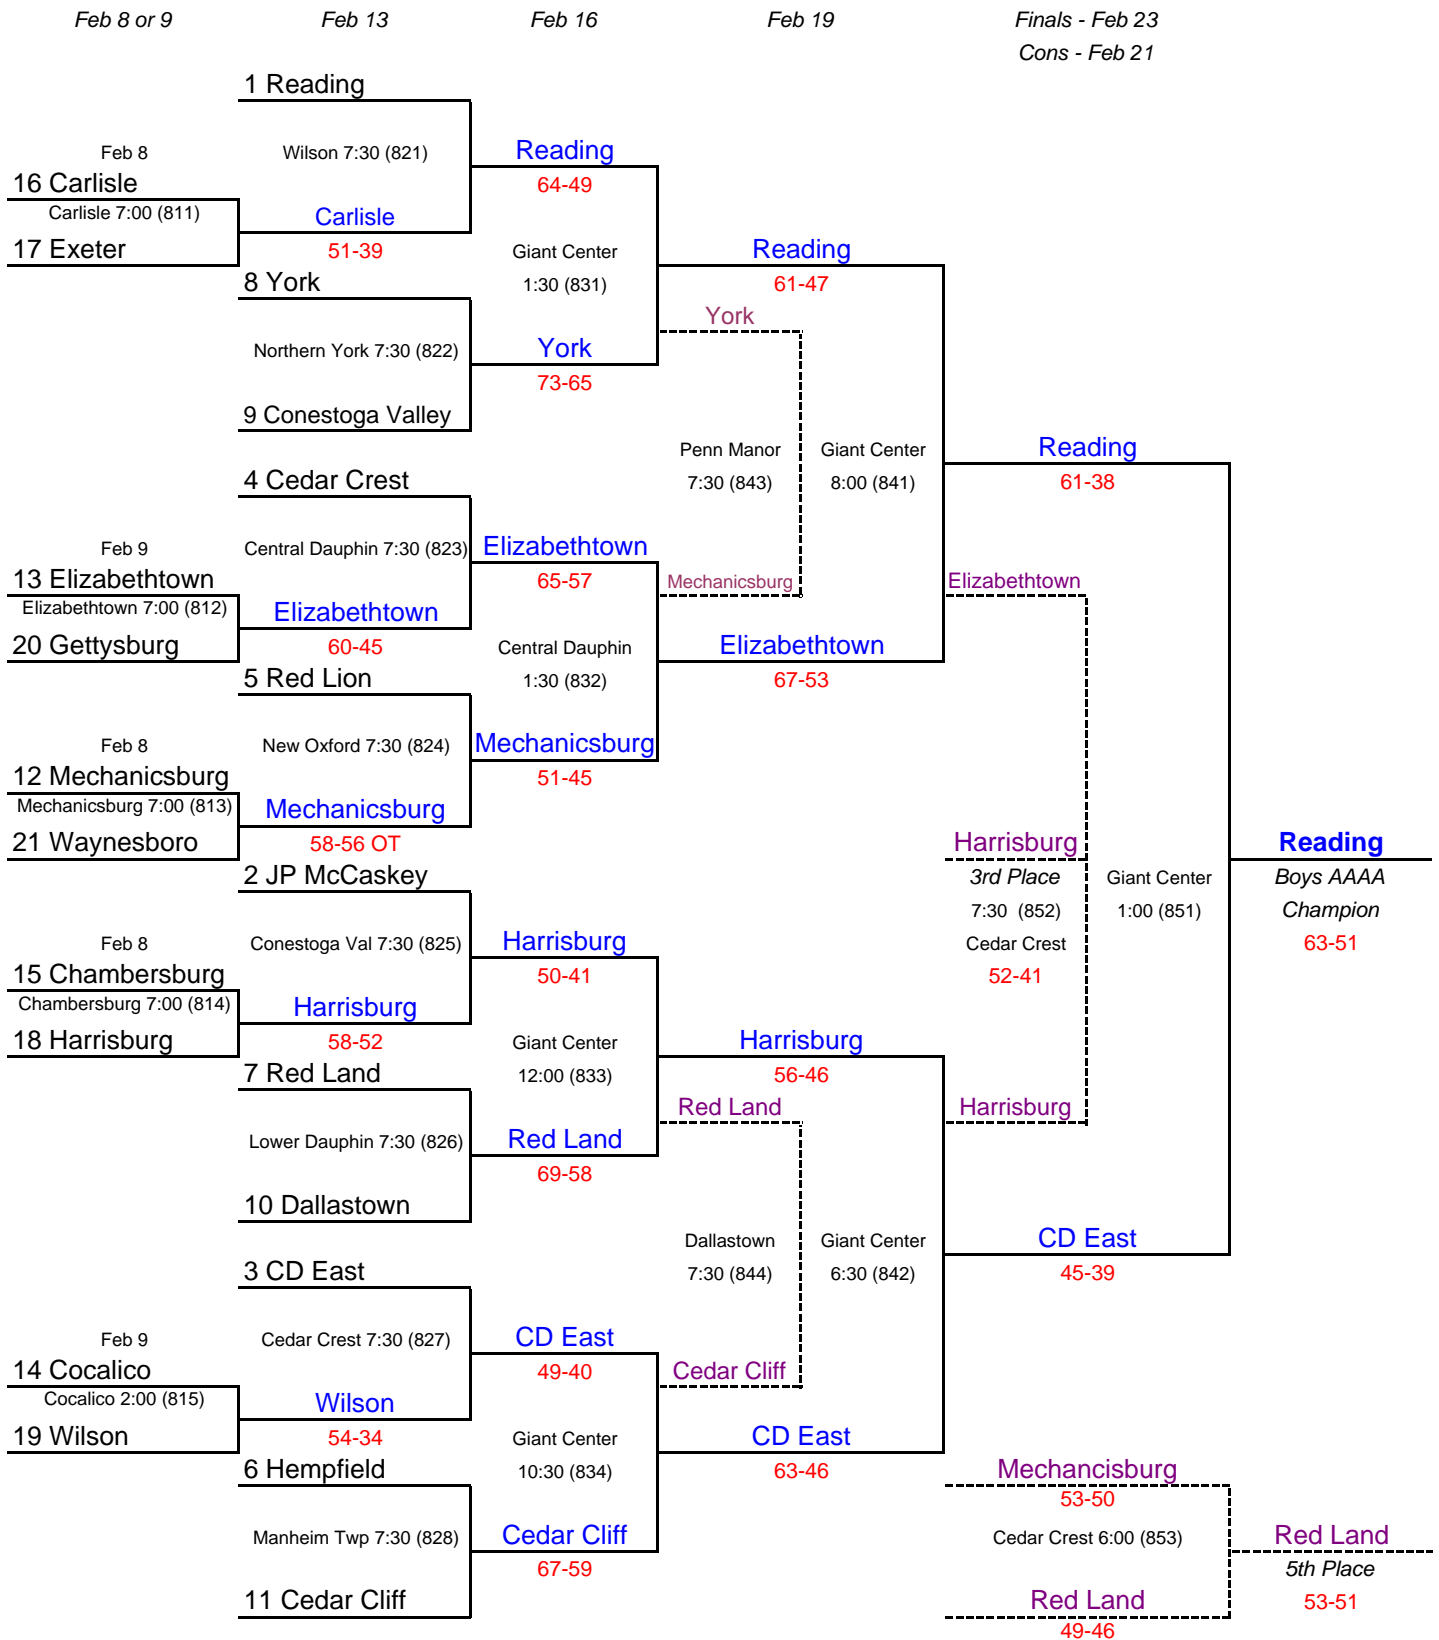 Feb 8 or 9 Feb 13 Feb 16 Feb 19 Finals - Feb 23
Cons - Feb 21
1 Reading
Feb 8 Wilson 7:30 (821) Reading
16 Carlisle 64-49
Carlisle 7:00 (811) Carlisle
17 Exeter 51-39 Giant Center Reading
8 York 1:30 (831) 61-47
York
Northern York 7:30 (822) York
73-65
9 Conestoga Valley
Penn Manor Giant Center Reading
4 Cedar Crest 7:30 (843) 8:00 (841) 61-38
Feb 9 Central Dauphin 7:30 (823) Elizabethtown
13 Elizabethtown 65-57 Mechanicsburg Elizabethtown
Elizabethtown 7:00 (812) Elizabethtown
20 Gettysburg 60-45 Central Dauphin Elizabethtown
5 Red Lion 1:30 (832) 67-53
Feb 8 New Oxford 7:30 (824) Mechanicsburg
12 Mechanicsburg 51-45
Mechanicsburg 7:00 (813) Mechanicsburg
21 Waynesboro 58-56 OT Harrisburg Reading
2 JP McCaskey 3rd Place Giant Center Boys AAAA
7:30 (852) 1:00 (851) Champion
Feb 8 Conestoga Val 7:30 (825) Harrisburg Cedar Crest 63-51
15 Chambersburg 50-41 52-41
Chambersburg 7:00 (814) Harrisburg
18 Harrisburg 58-52 Giant Center Harrisburg
7 Red Land 12:00 (833) 56-46
Red Land Harrisburg
Lower Dauphin 7:30 (826) Red Land
69-58
10 Dallastown
Dallastown Giant Center CD East
3 CD East 7:30 (844) 6:30 (842) 45-39
Feb 9 Cedar Crest 7:30 (827) CD East
14 Cocalico 49-40 Cedar Cliff
Cocalico 2:00 (815) Wilson
19 Wilson 54-34 Giant Center CD East
6 Hempfield 10:30 (834) 63-46 Mechancisburg
53-50
Manheim Twp 7:30 (828) Cedar Cliff Cedar Crest 6:00 (853) Red Land
67-59 5th Place
11 Cedar Cliff Red Land 53-51
49-46